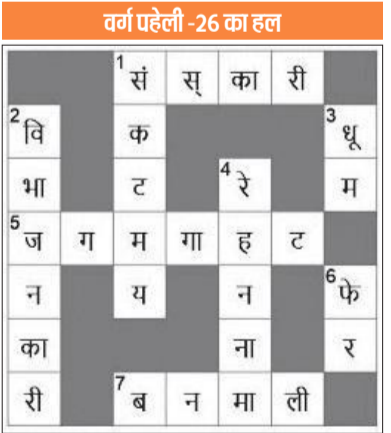 वर्ग पहेली -26 का हल
1 सं स् का री
2 वि क 3 धू
भा ट 4 रे म
5 ज ग म गा ह ट
न य न 6 फे
का ना र
री 7 ब न मा ली